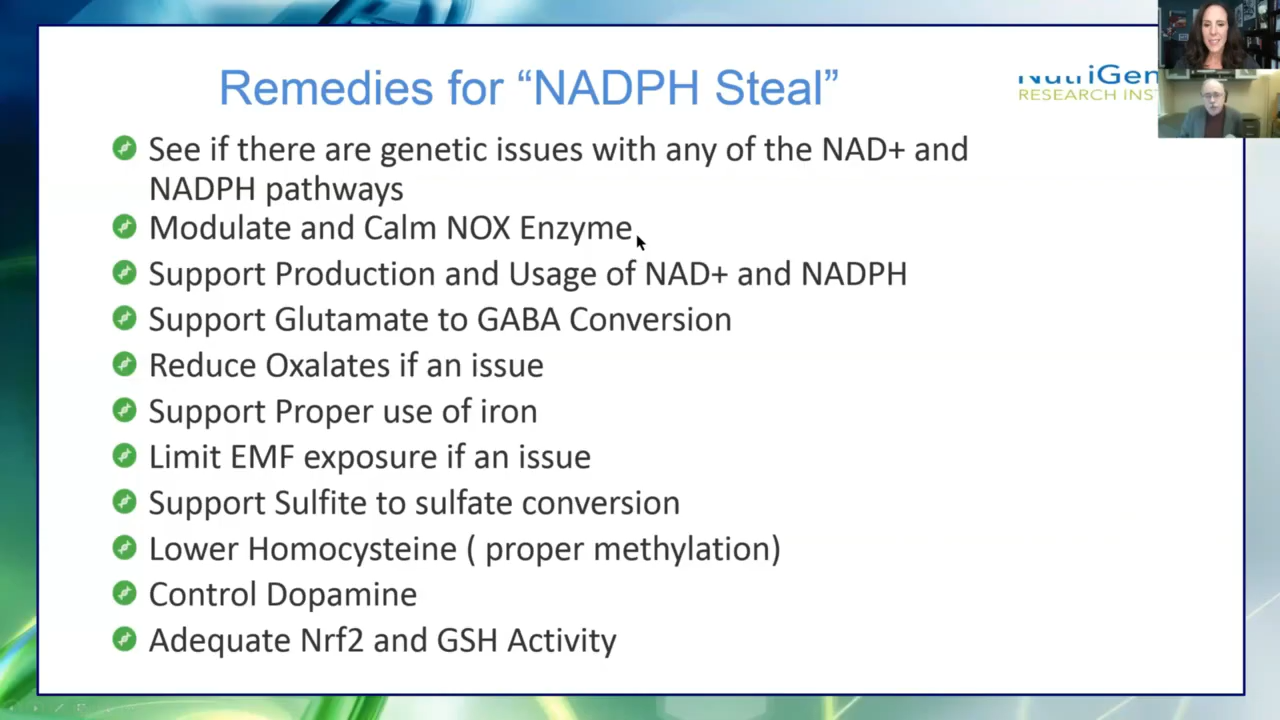 Remedies for “NADPH Steal”
NutriGen
RESEARCH INST
See if there are genetic issues with any of the NAD+ and
NADPH pathways
Modulate and Calm NOX Enzyme
Support Production and Usage of NAD+ and NADPH
Support Glutamate to GABA Conversion
Reduce Oxalates if an issue
Support Proper use of iron
Limit EMF exposure if an issue
Support Sulfite to sulfate conversion
Lower Homocysteine ( proper methylation)
Control Dopamine
Adequate Nrf2 and GSH Activity